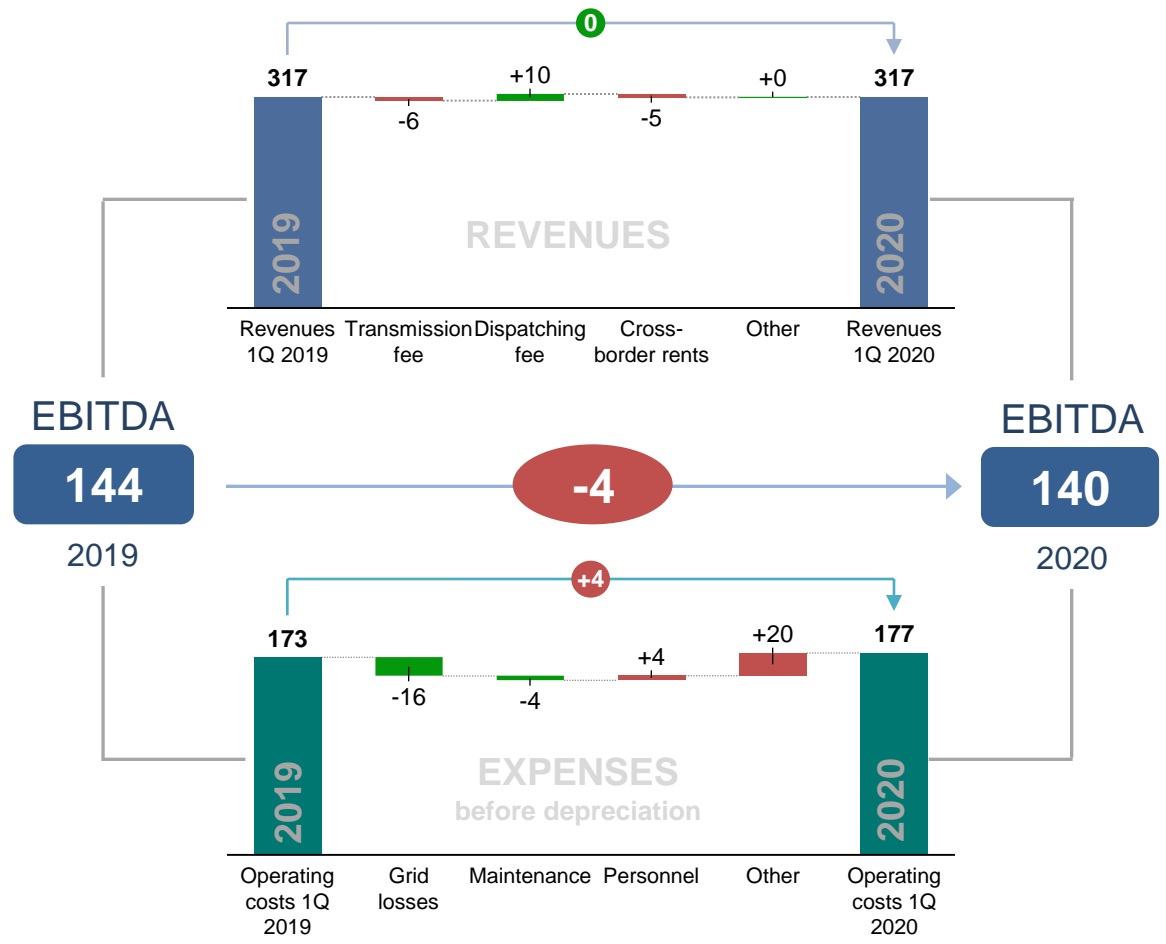 0
317
-6
+10
-5
+0
317
2019
REVENUES
2020
Revenues
1Q 2019
Transmission
fee
Dispatching
fee
Cross-
border rents
Other
Revenues
1Q 2020
EBITDA
144
2019
-4
EBITDA
140
2020
+4
173
-16
-4
+4
+20
177
2019
EXPENSES
before depreciation
2020
Operating
costs 1Q
2019
Grid
losses
Maintenance
Personnel
Other
Operating
costs 1Q
2020